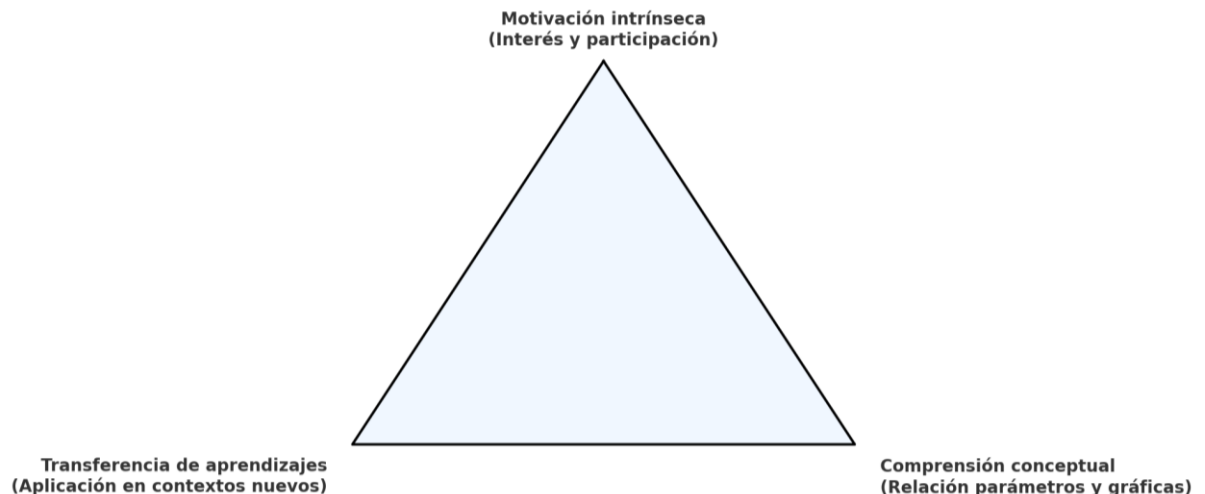 Motivación intrínseca
(Interés y participación)
Transferencia de aprendizajes
(Aplicación en contextos nuevos)
Comprensión conceptual
(Relación parámetros y gráficas)